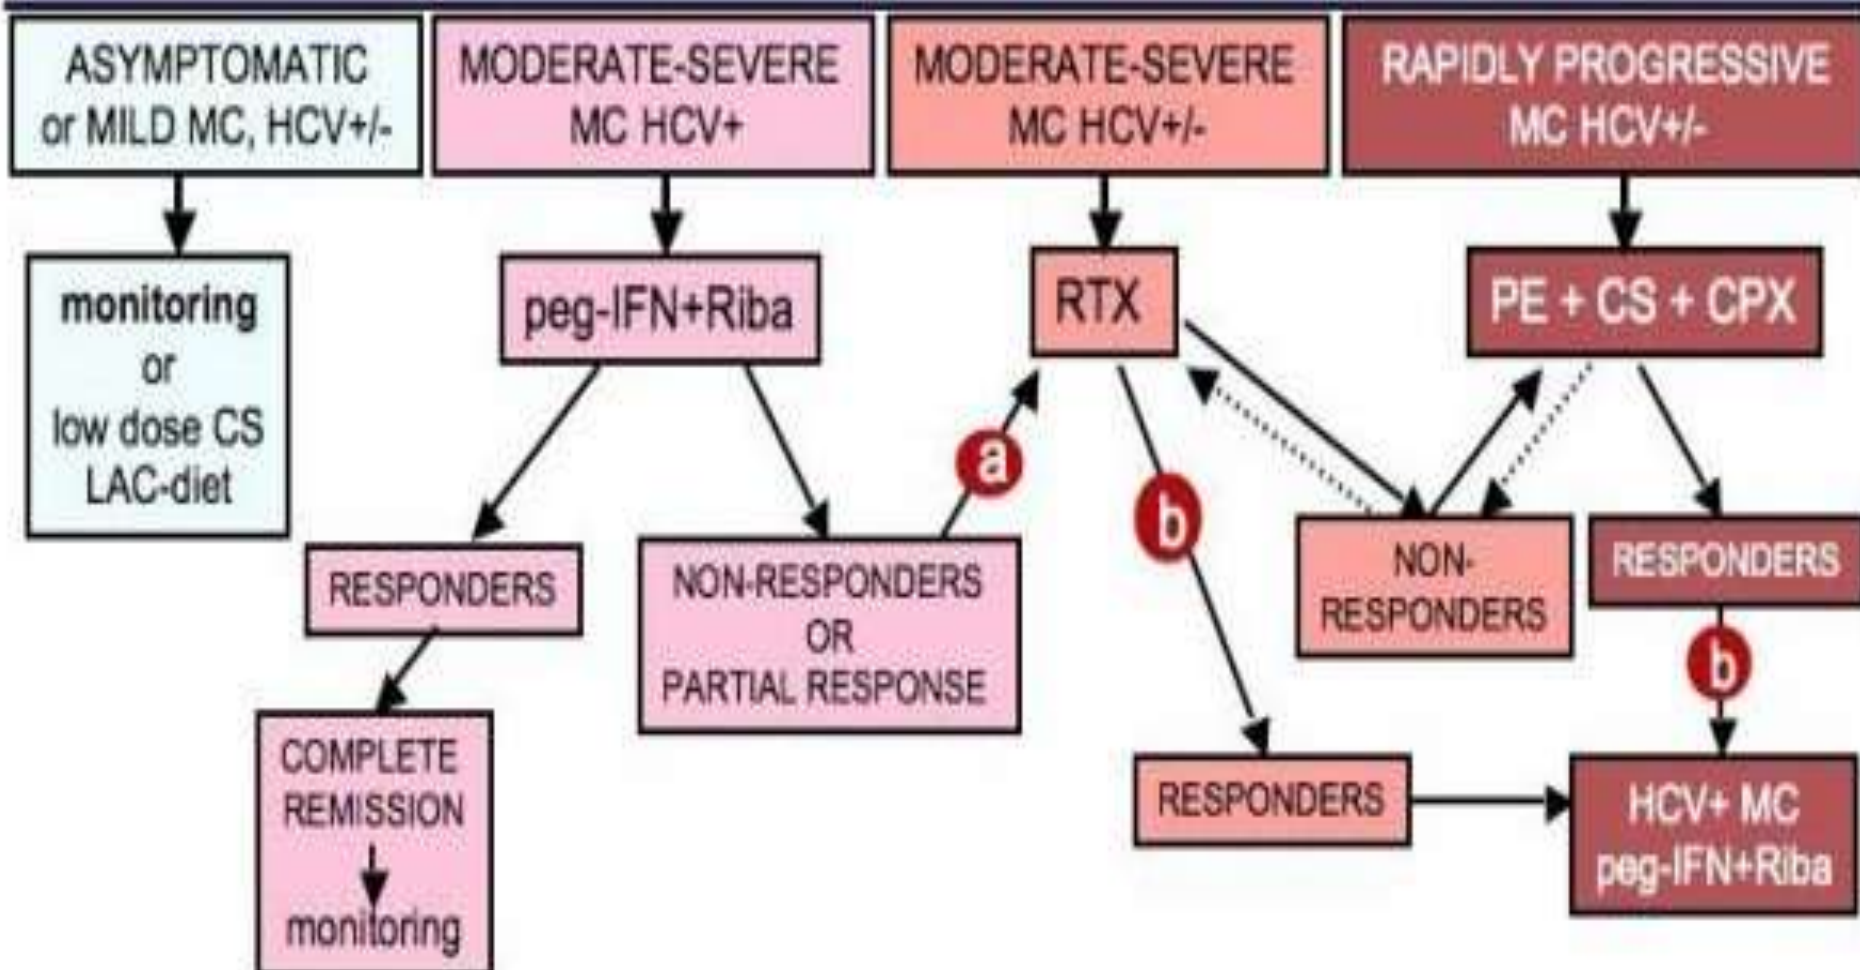 ASYMPTOMATIC
or MILD MC, HCV+/-
MODERATE-SEVERE
MC HCV+
MODERATE-SEVERE
MC HCV+/-
RAPIDLY PROGRESSIVE
MC HCV+/-
monitoring
or
low dose CS
LAC-diet
peg-IFN+Riba
RTX
PE + CS + CPX
a
b
RESPONDERS
NON-RESPONDERS
OR
PARTIAL RESPONSE
NON-
RESPONDERS
RESPONDERS
b
COMPLETE
REMISSION
monitoring
RESPONDERS
HCV+ MC
peg-IFN+Riba